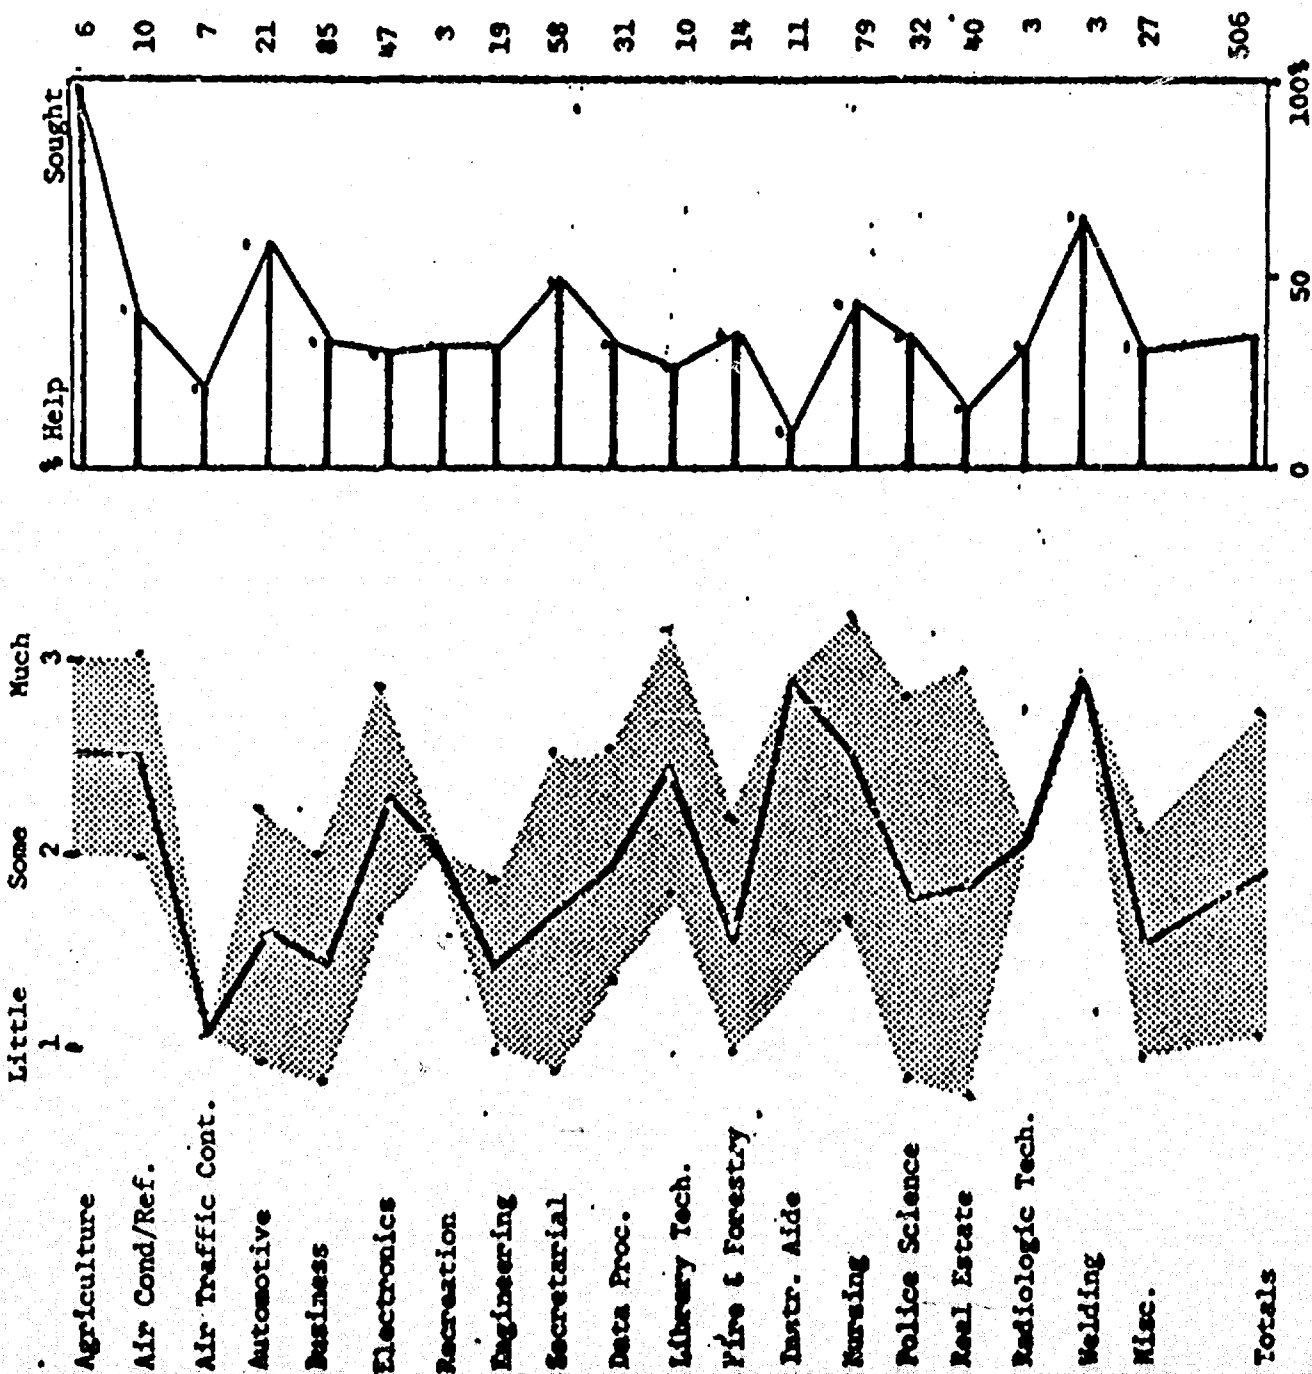 Little Some Much % Help Sought
1 2 3
Agriculture 6
Air Cond/Ref. 10
Air Traffic Cont. 7
Automotive 21
Business 85
Electronics 47
Recreation 3
Engineering 19
Secretarial 58
Data Proc. 31
Library Tech. 10
Fire & Forestry 14
Instr. Aide 11
Nursing 79
Police Science 32
Real Estate 40
Radiologic Tech. 3
Welding 3
Misc. 27
Totals 506
0 50 100%